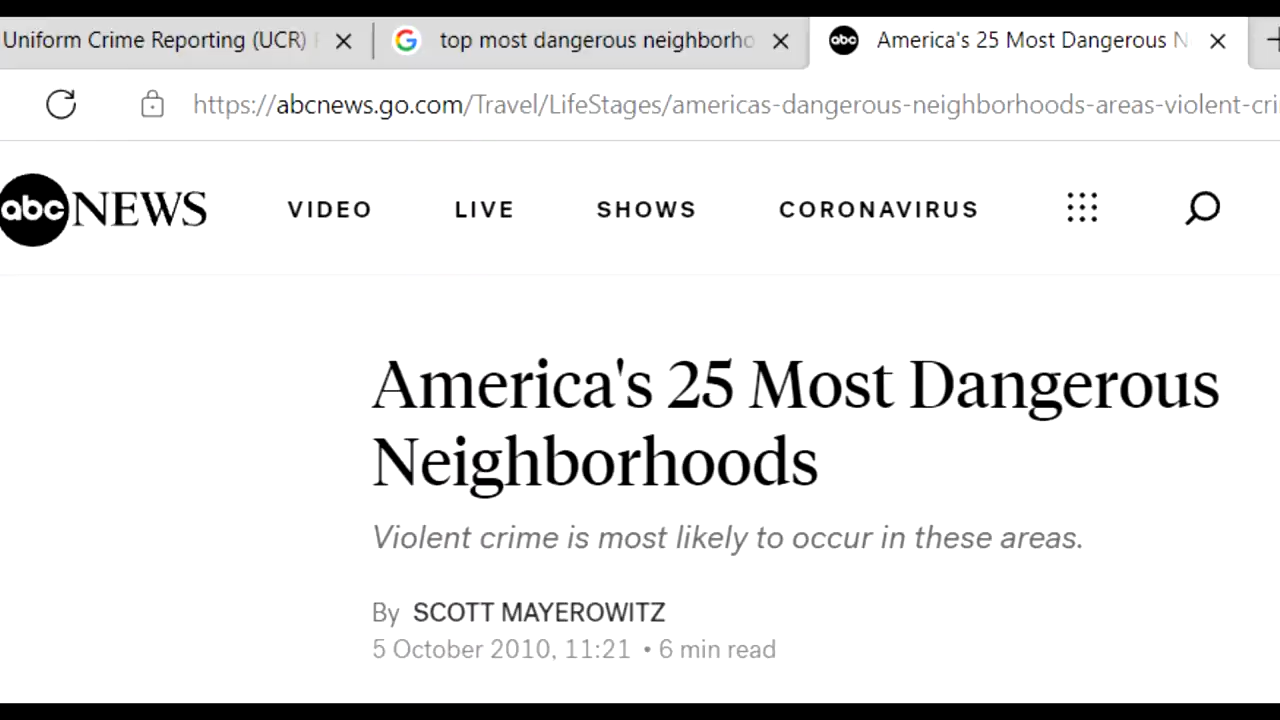 Uniform Crime Reporting (UCR)
top most dangerous neighborho
abc
America's 25 Most Dangerous N
https://abcnews.go.com/Travel/LifeStages/americas-dangerous-neighborhoods-areas-violent-cri
abc NEWS
VIDEO
LIVE
SHOWS
CORONAVIRUS
America's 25 Most Dangerous
Neighborhoods
Violent crime is most likely to occur in these areas.
By SCOTT MAYEROWITZ
5 October 2010, 11:21 • 6 min read